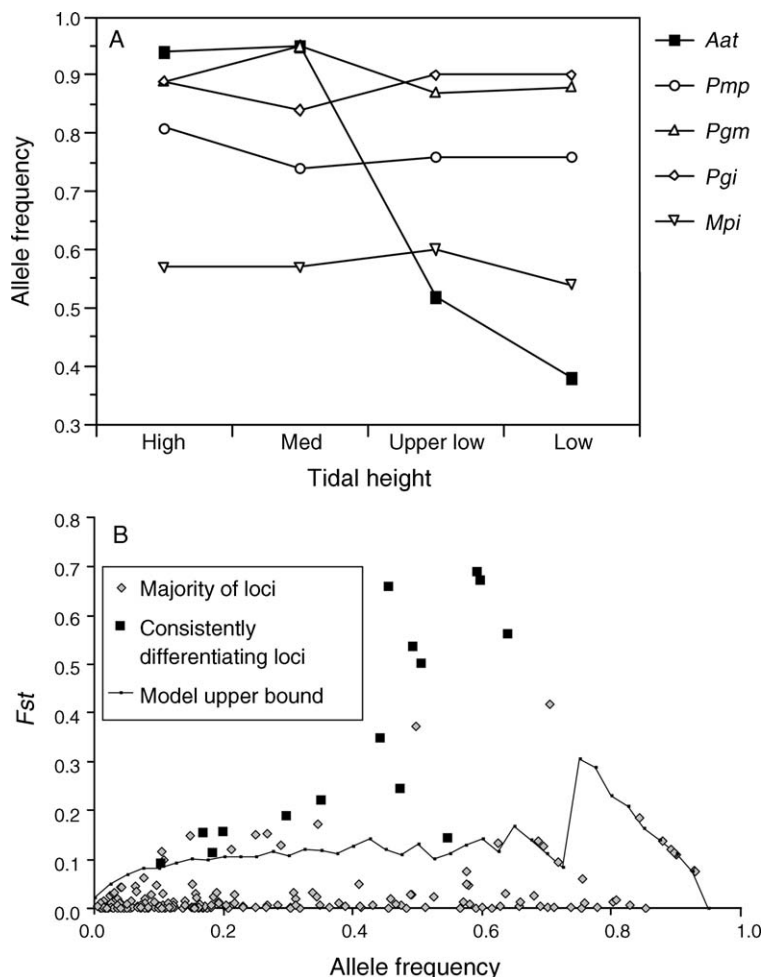 A
1.0
0.9
0.8
0.7
0.6
0.5
0.4
0.3
Allele frequency
High Med Upper low Low
Tidal height
Aat
Pmp
Pgm
Pgi
Mpi
B
0.8
0.7
0.6
0.5
0.4
0.3
0.2
0.1
0.0
Fst
Majority of loci
Consistently
differentiating loci
Model upper bound
0.0 0.2 0.4 0.6 0.8 1.0
Allele frequency